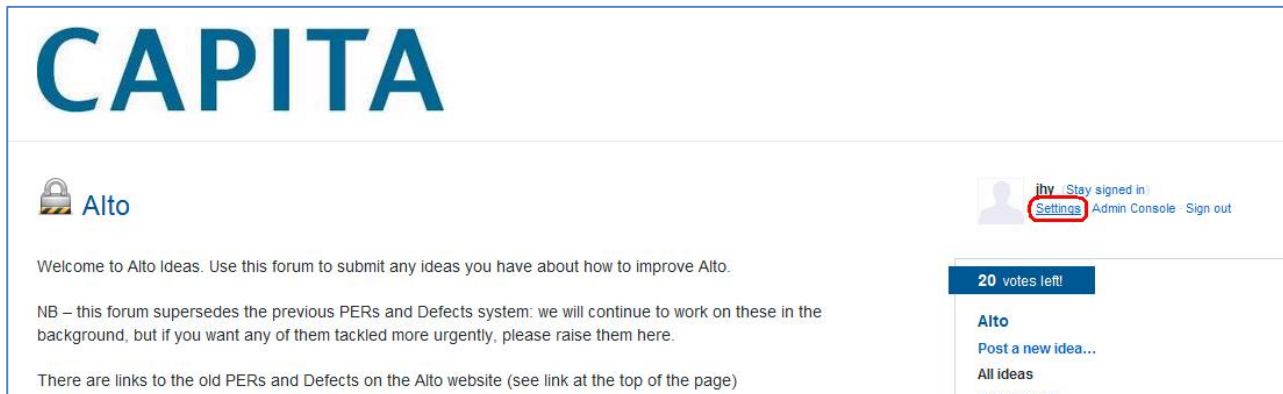 CAPITA
Alto
Welcome to Alto Ideas. Use this forum to submit any ideas you have about how to improve Alto.
NB – this forum supersedes the previous PERs and Defects system: we will continue to work on these in the
background, but if you want any of them tackled more urgently, please raise them here.
There are links to the old PERs and Defects on the Alto website (see link at the top of the page)
jhy (Stay signed in)
Settings Admin Console · Sign out
20 votes left!
Alto
Post a new idea…
All ideas